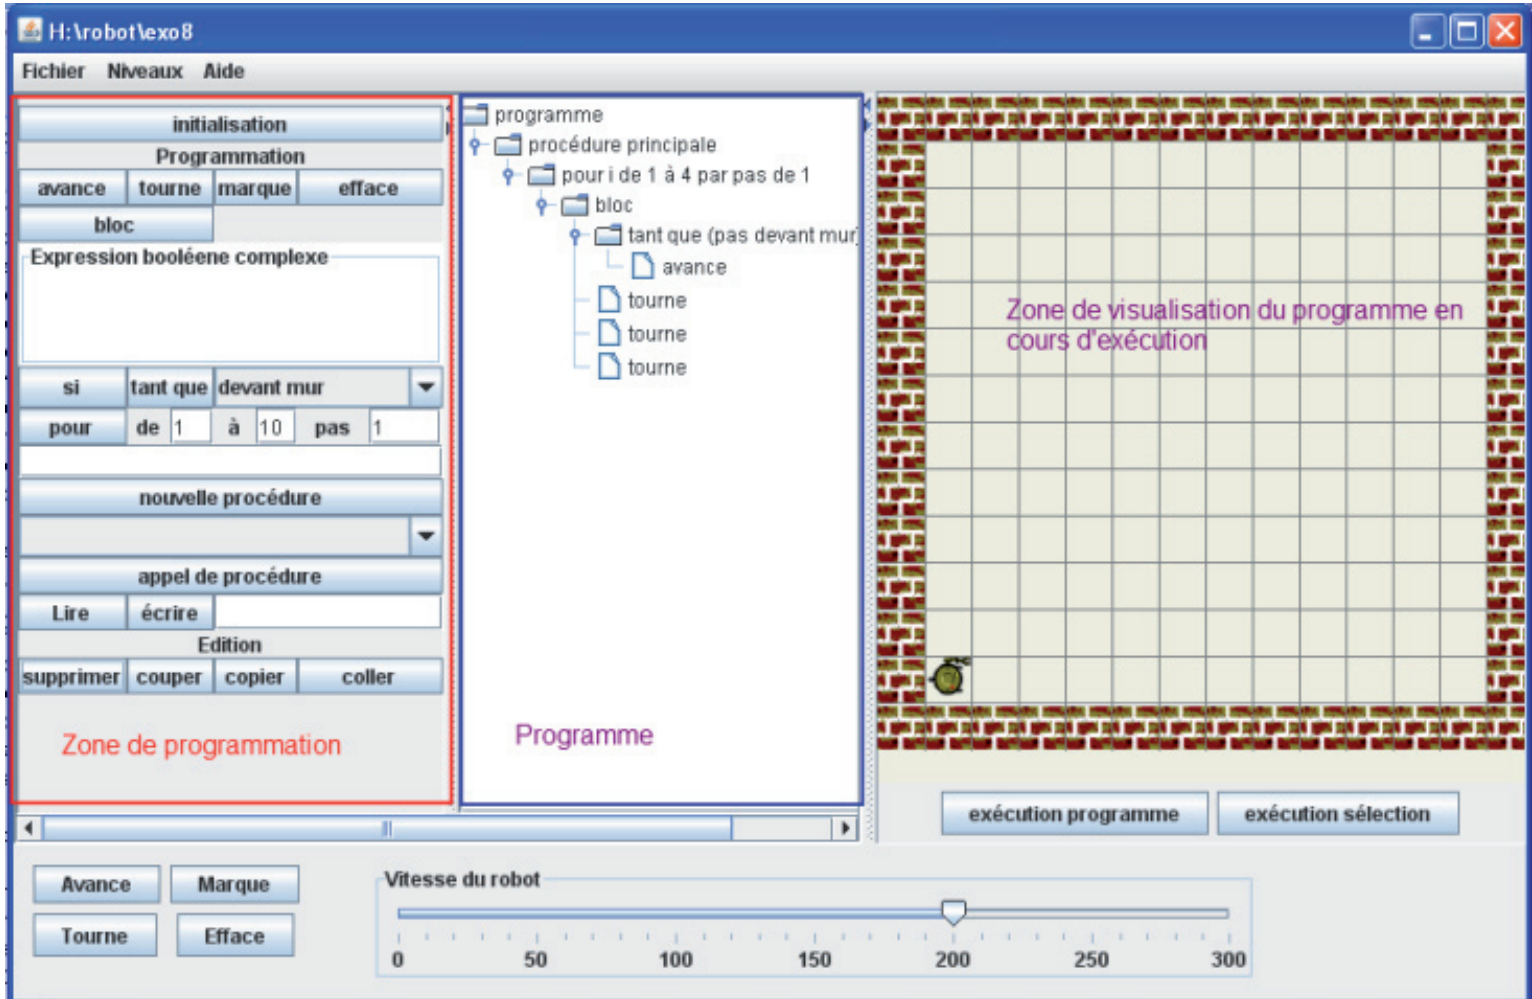 H:\robot\exo8
Fichier Niveaux Aide
initialisation
Programmation
avance tourne marque efface
bloc
Expression booléene complexe
si tant que devant mur
pour de 1 à 10 pas 1
nouvelle procédure
appel de procédure
Lire écrire
Edition
supprimer couper copier coller
Zone de programmation
programme
procédure principale
pour i de 1 à 4 par pas de 1
bloc
tant que (pas devant mur)
avance
tourne
tourne
tourne
Programme
Zone de visualisation du programme en
cours d'exécution
exécution programme exécution sélection
Avance Marque
Tourne Efface
Vitesse du robot
0 50 100 150 200 250 300